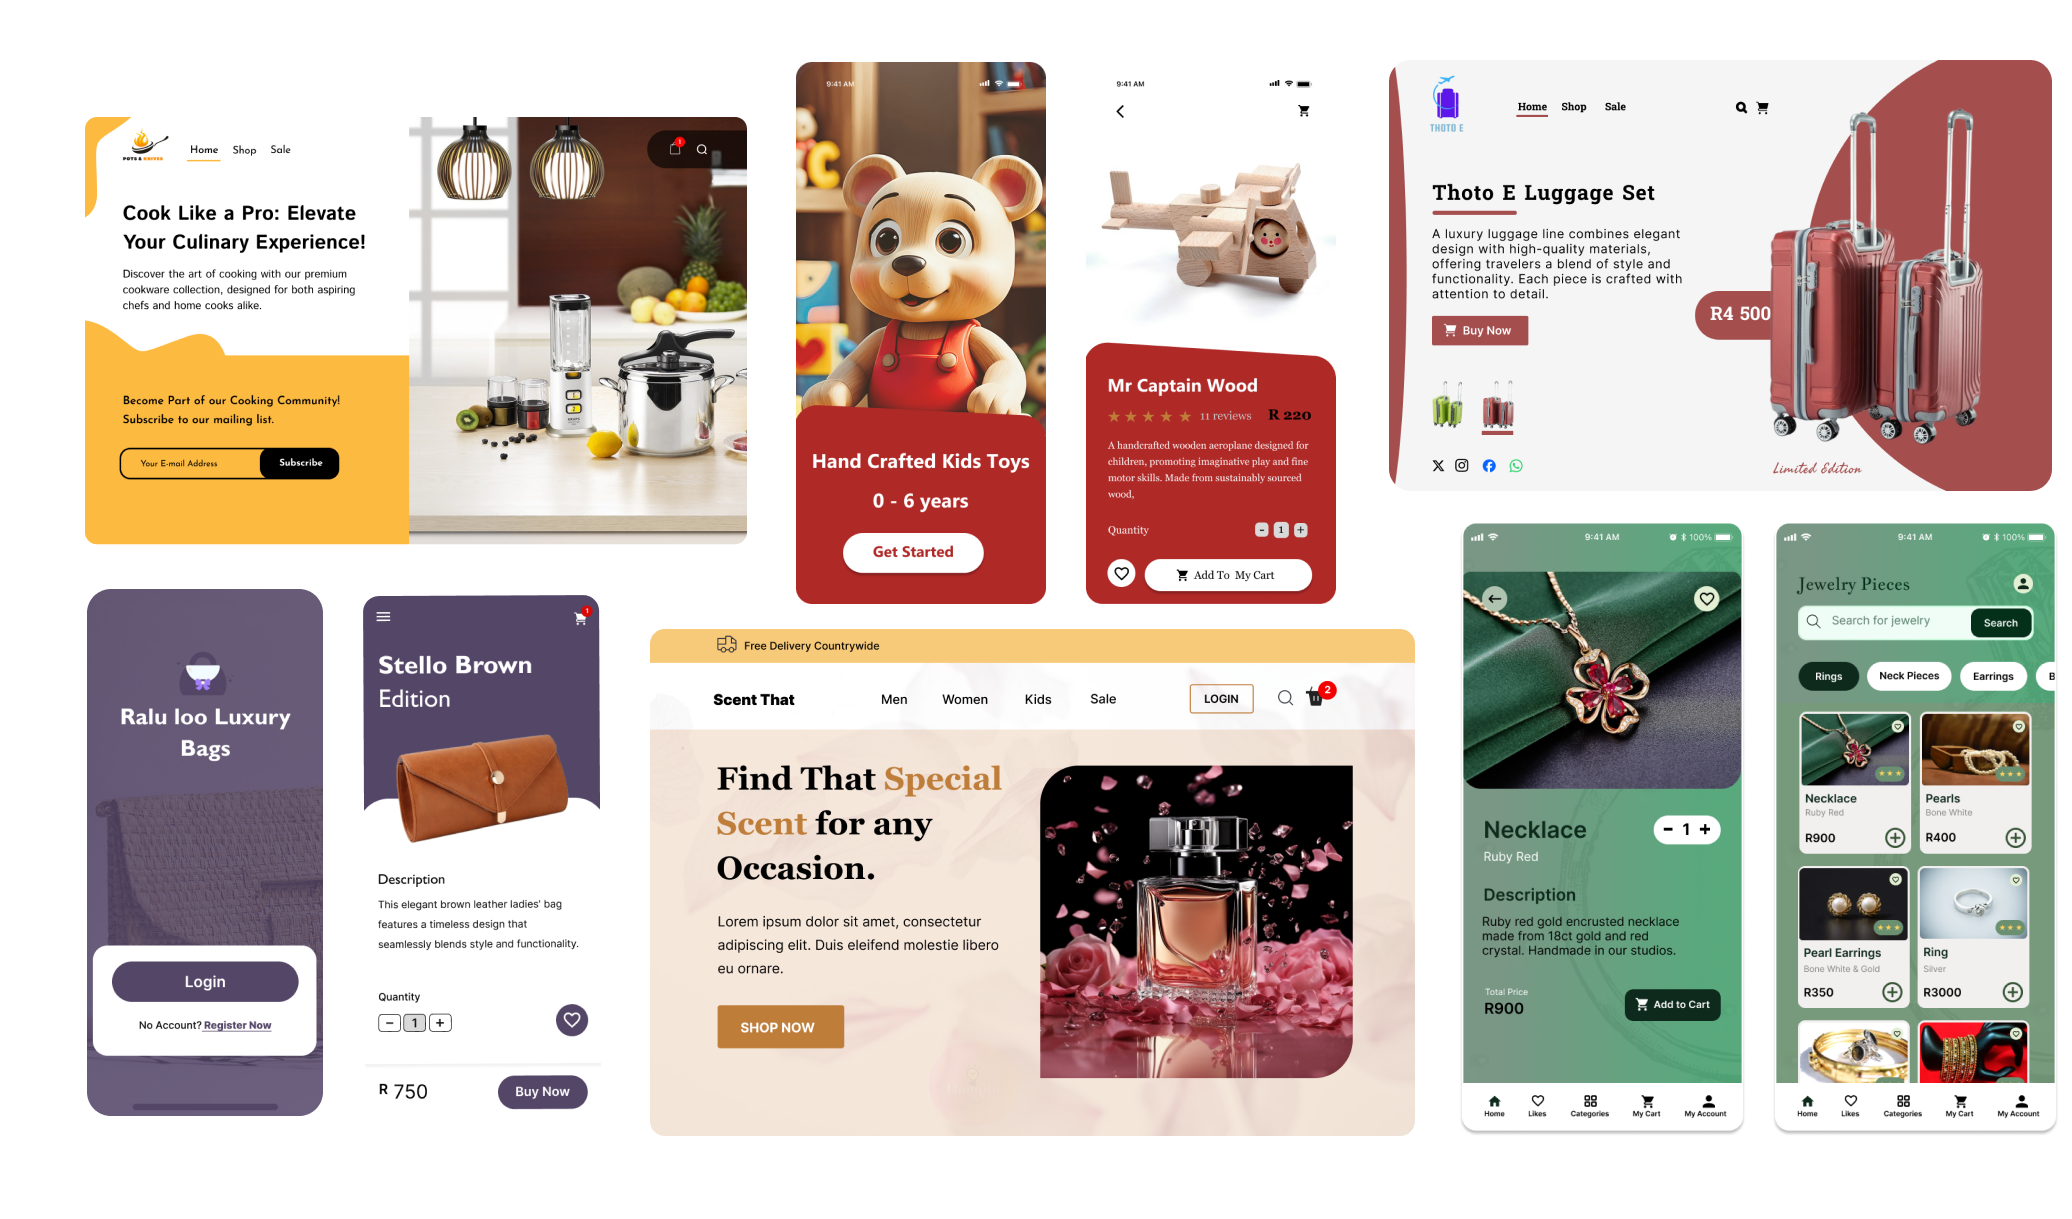 POTS & KNIVES
Home Shop Sale
1
Cook Like a Pro: Elevate
Your Culinary Experience!
Discover the art of cooking with our premium
cookware collection, designed for both aspiring
chefs and home cooks alike.
Become Part of our Cooking Community!
Subscribe to our mailing list.
Your E-mail Address Subscribe
9:41 AM
Hand Crafted Kids Toys
0 - 6 years
Get Started
9:41 AM
Mr Captain Wood
11 reviews R 220
A handcrafted wooden aeroplane designed for
children, promoting imaginative play and fine
motor skills. Made from sustainably sourced
wood,
Quantity - 1 +
Add To My Cart
THOTO E
Home Shop Sale
Thoto E Luggage Set
A luxury luggage line combines elegant
design with high-quality materials,
offering travelers a blend of style and
functionality. Each piece is crafted with
attention to detail.
R4 500
Buy Now
Limited Edition
Ralu loo Luxury
Bags
Login
No Account? Register Now
1
Stello Brown
Edition
Description
This elegant brown leather ladies' bag
features a timeless design that
seamlessly blends style and functionality.
Quantity
- 1 +
R 750 Buy Now
Free Delivery Countrywide
Scent That Men Women Kids Sale LOGIN 2
Find That Special
Scent for any
Occasion.
Lorem ipsum dolor sit amet, consectetur
adipiscing elit. Duis eleifend molestie libero
eu ornare.
SHOP NOW
9:41 AM 100%
Necklace - 1 +
Ruby Red
Description
Ruby red gold encrusted necklace
made from 18ct gold and red
crystal. Handmade in our studios.
Total Price
R900 Add to Cart
Home Likes Categories My Cart My Account
9:41 AM 100%
Jewelry Pieces
Search for jewelry Search
Rings Neck Pieces Earrings B
Necklace Pearls
Ruby Red Bone White
R900 R400
Pearl Earrings Ring
Bone White & Gold Silver
R350 R3000
Home Likes Categories My Cart My Account